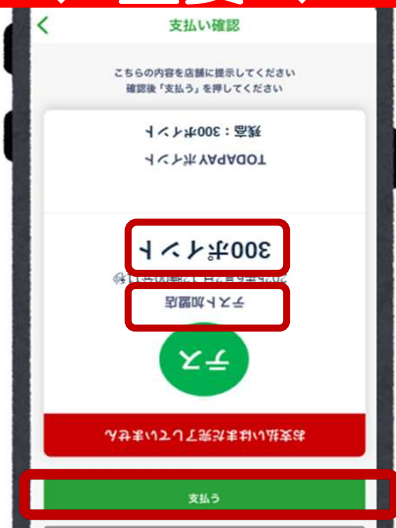 支払い確認
こちらの内容を店舗に提示してください
確認後「支払う」を押してください
お支払いはまだ完了していません
テス
テスト加盟店
300ポイント
TODAPAYポイント
残高：300ポイント
支払う